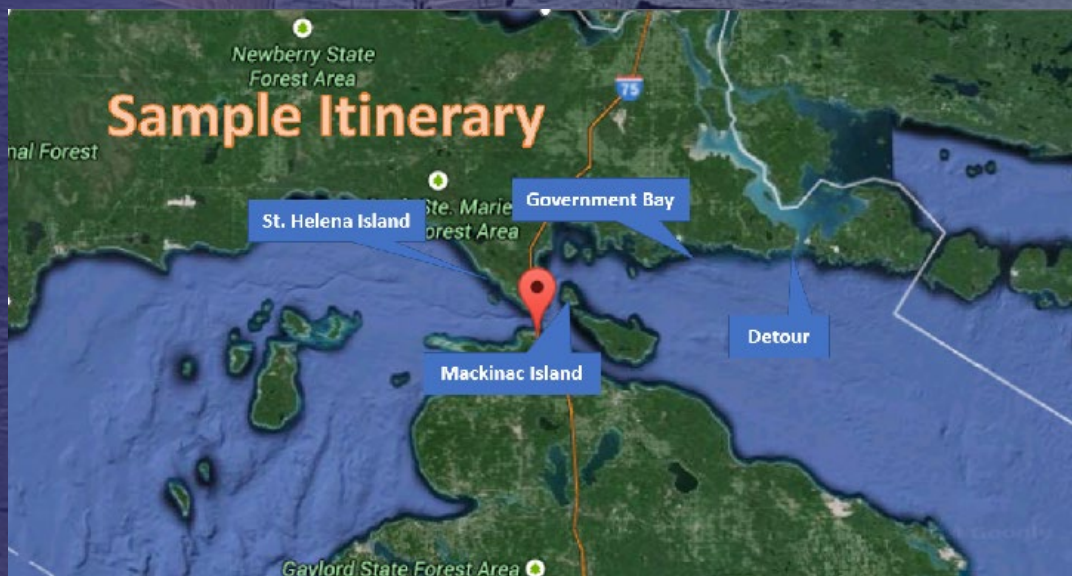 Newberry State
Forest Area
Sample Itinerary
75
nal Forest
Government Bay
Ste. Marie
orest Area
St. Helena Island
Detour
Mackinac Island
Gaylord State Forest Area